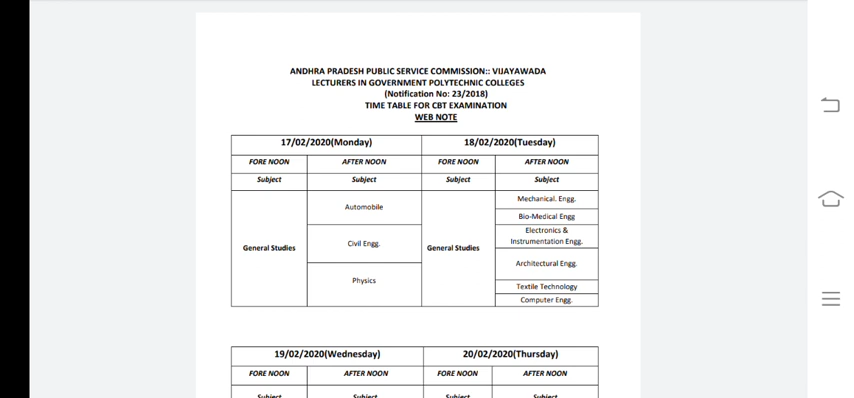 ANDHRA PRADESH PUBLIC SERVICE COMMISSION:: VIJAYAWADA
LECTURERS IN GOVERNMENT POLYTECHNIC COLLEGES
(Notification No: 23/2018)
TIME TABLE FOR CBT EXAMINATION
WEB NOTE
17/02/2020(Monday) 18/02/2020(Tuesday)
FORE NOON AFTER NOON FORE NOON AFTER NOON
Subject Subject Subject Subject
General Studies
Automobile
Civil Engg.
Physics
General Studies
Mechanical. Engg.
Bio-Medical Engg
Electronics &
Instrumentation Engg.
Architectural Engg.
Textile Technology
Computer Engg.
19/02/2020(Wednesday) 20/02/2020(Thursday)
FORE NOON AFTER NOON FORE NOON AFTER NOON
Subject Subject Subject Subject